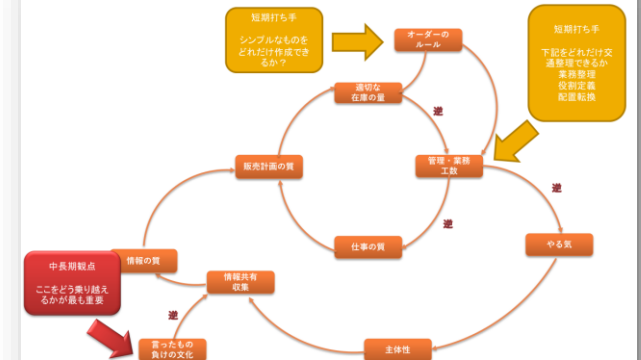 短期打ち手
シンプルなものを
どれだけ作成でき
るか？
オーダーの
ルール
短期打ち手
下記をどれだけ交
通整理できるか
業務整理
役割定義
配置転換
適切な
在庫の量
逆
販売計画の質
管理・業務
工数
逆
逆
仕事の質
やる気
中長期観点
ここをどう乗り越え
るかが最も重要
情報の質
情報共有
収集
逆
言ったもの
負けの文化
主体性